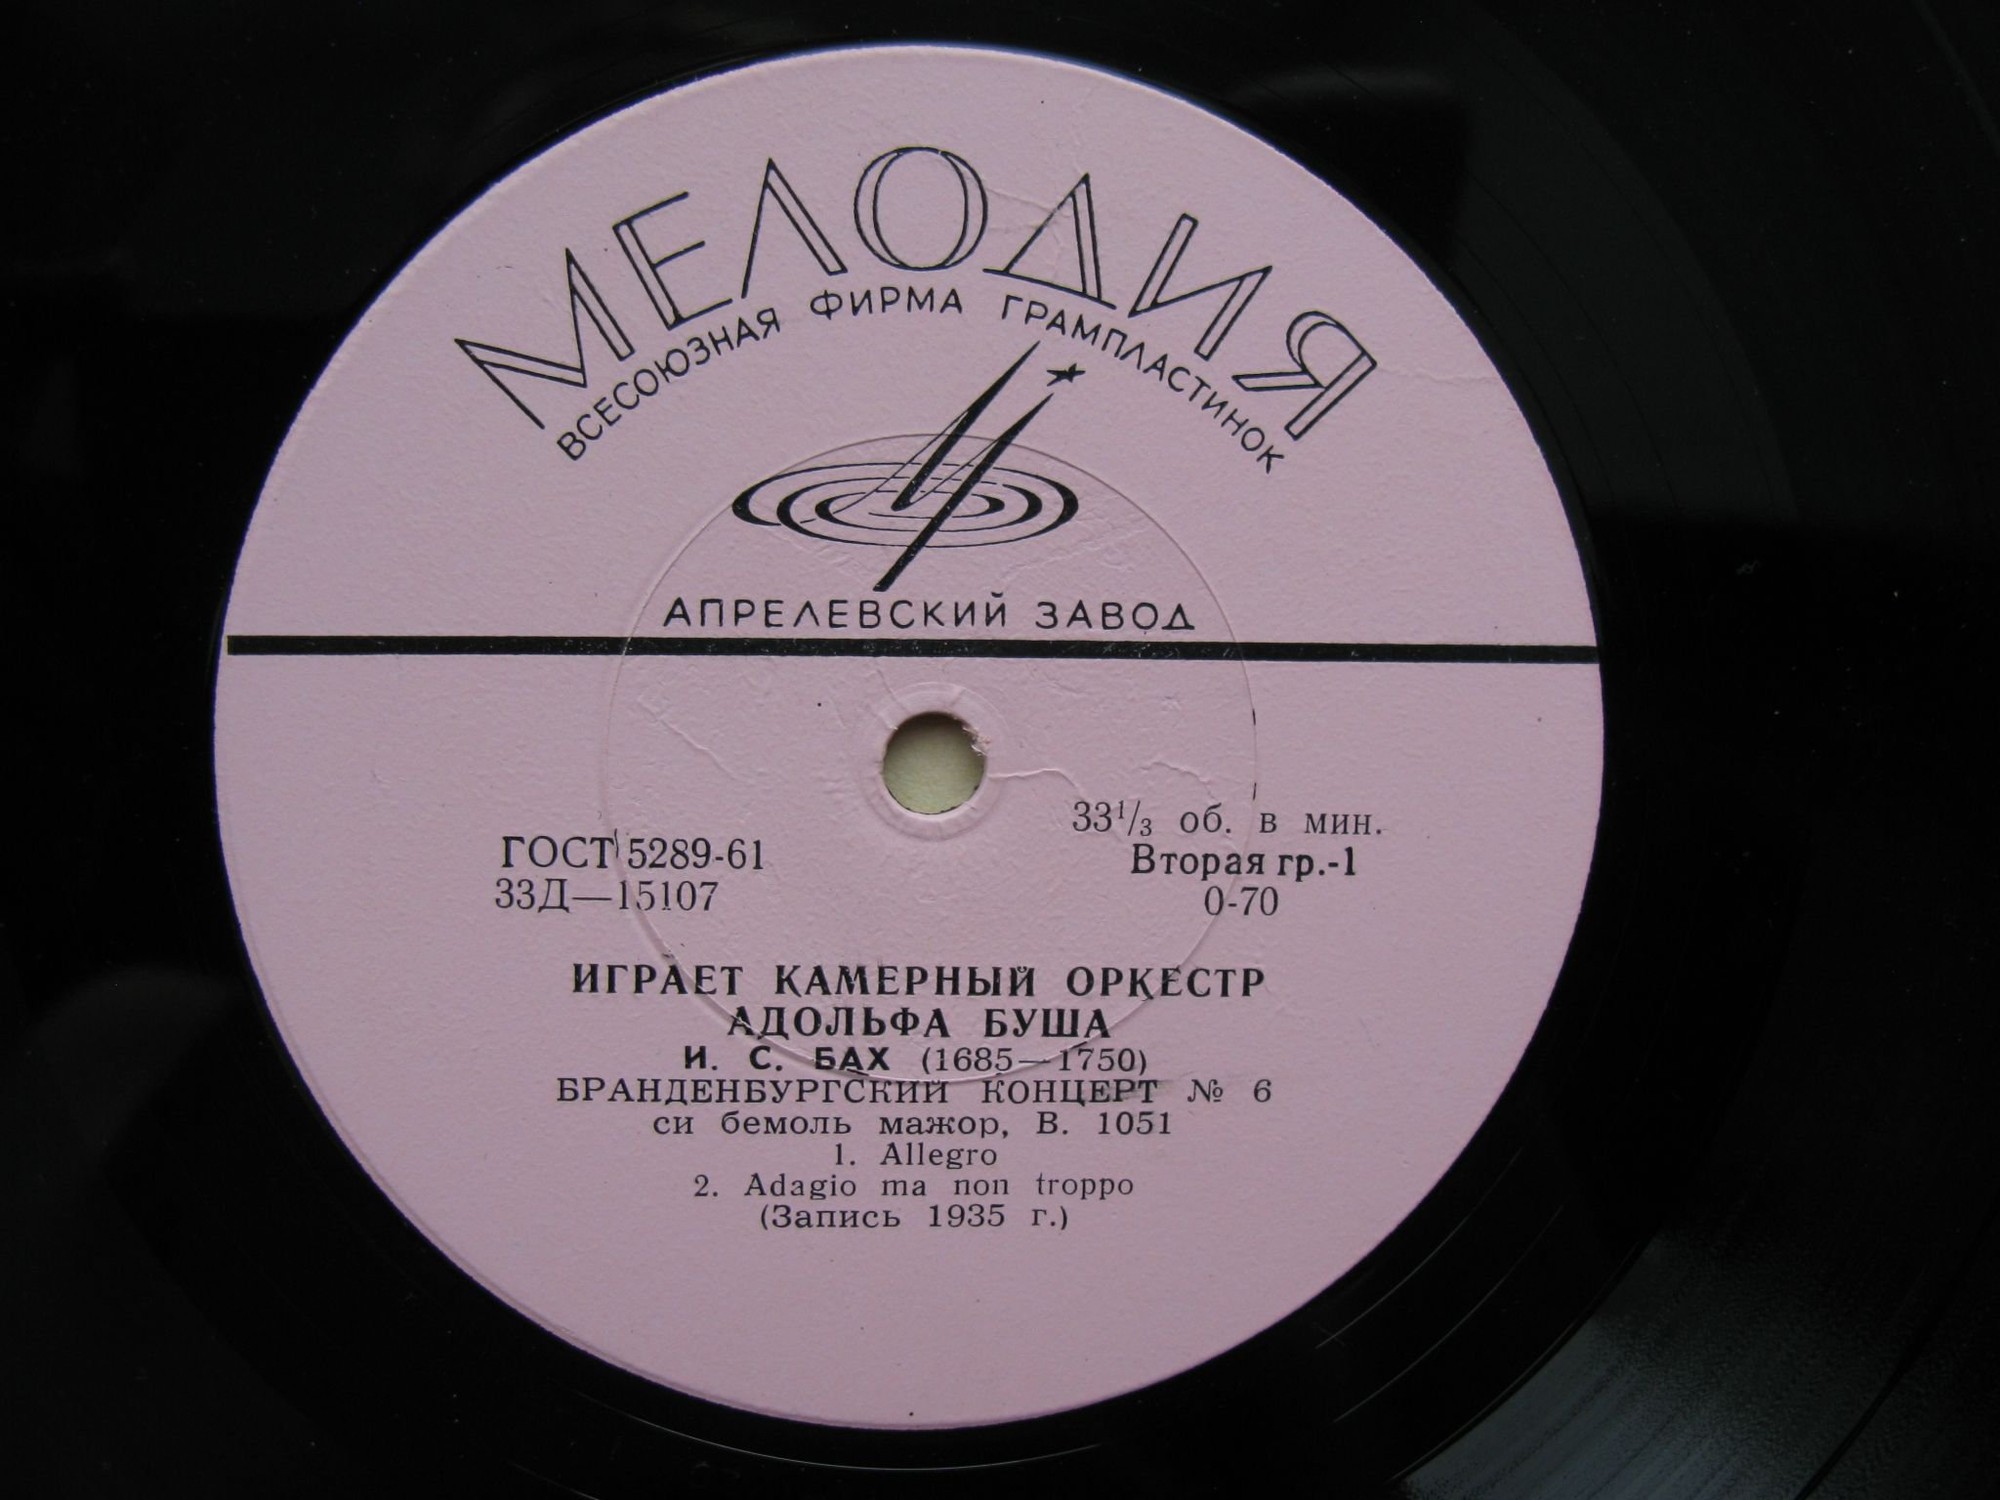 МЕЛОДИЯ
ВСЕСОЮЗНАЯ ФИРМА ГРАМПЛАСТИНОК
АПРЕЛЕВСКИЙ ЗАВОД
33 1/3 об. в мин.
ГОСТ 5289-61
Вторая гр.-1
33Д—15107
0-70
ИГРАЕТ КАМЕРНЫЙ ОРКЕСТР
АДОЛЬФА БУША
И. С. БАХ (1685—1750)
БРАНДЕНБУРГСКИЙ КОНЦЕРТ № 6
си бемоль мажор, В. 1051
1. Allegro
2. Adagio ma non troppo
(Запись 1935 г.)